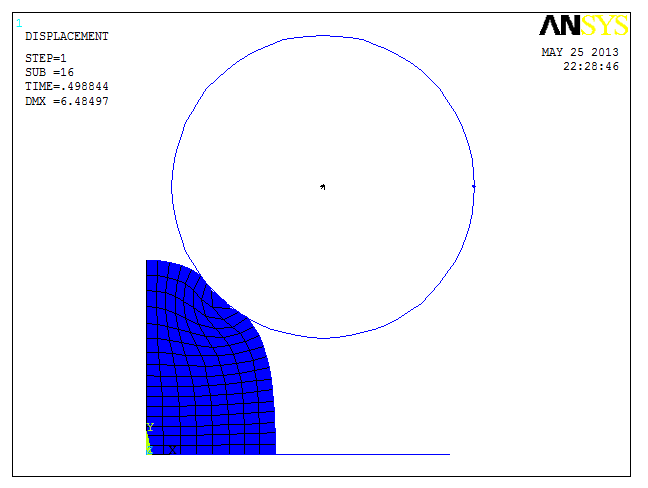 1
DISPLACEMENT
STEP=1
SUB =16
TIME=.498844
DMX =6.48497
ANSYS
MAY 25 2013
22:28:46
Y
X